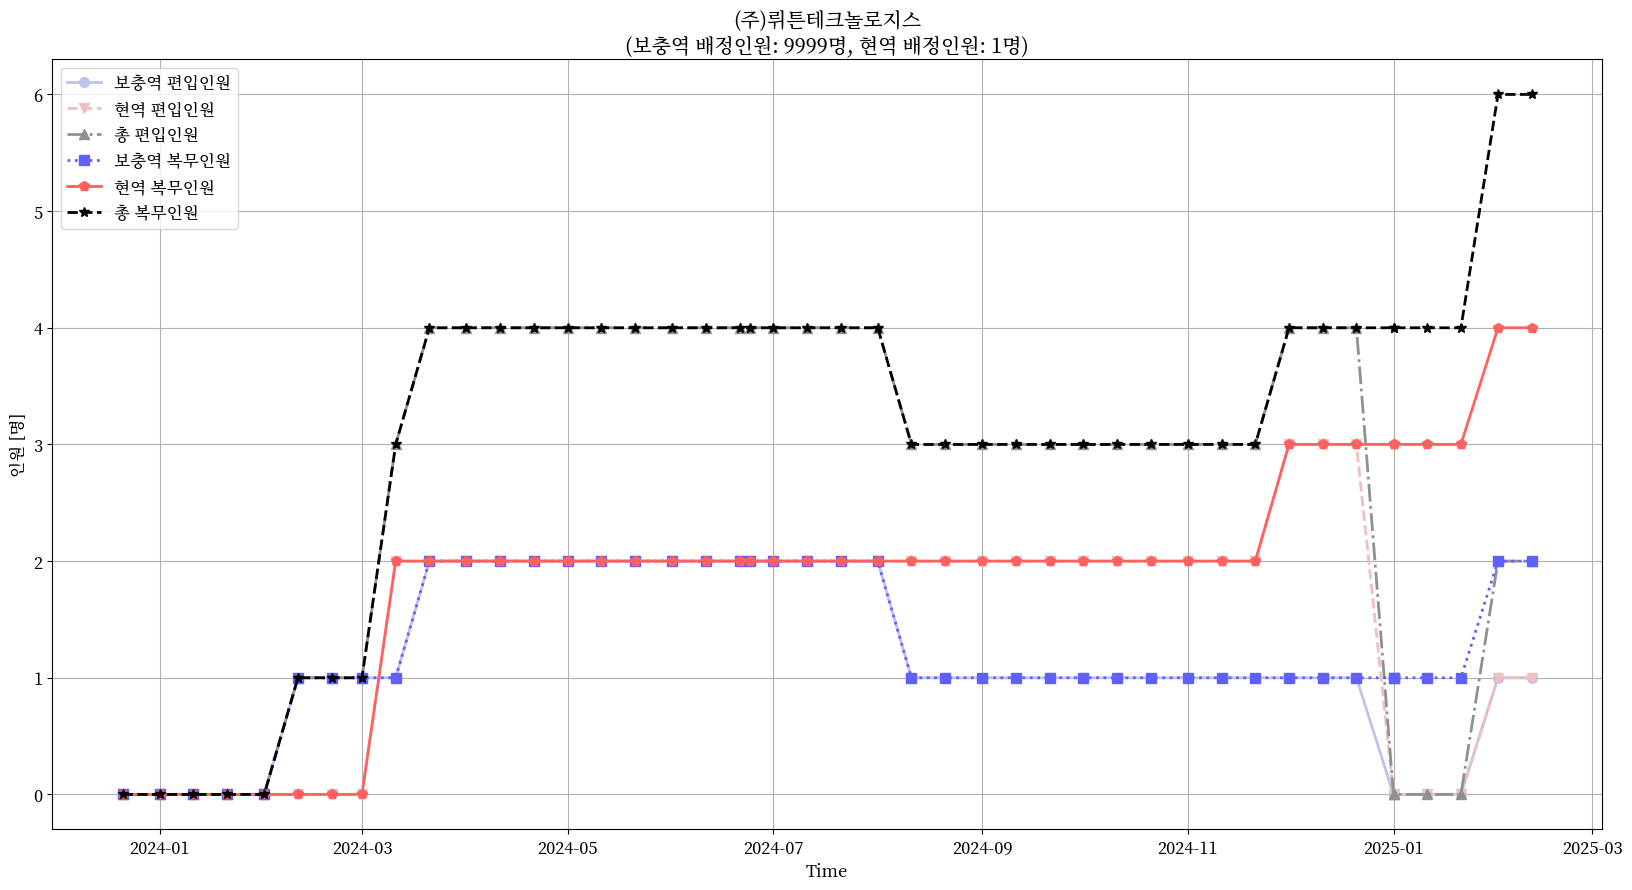 (주)뤼튼테크놀로지스
(보충역 배정인원: 9999명, 현역 배정인원: 1명)
보충역 편입인원
현역 편입인원
총 편입인원
보충역 복무인원
현역 복무인원
총 복무인원
6
5
4
3
2
1
0
인원 [명]
2024-01
2024-03
2024-05
2024-07
2024-09
2024-11
2025-01
2025-03
Time